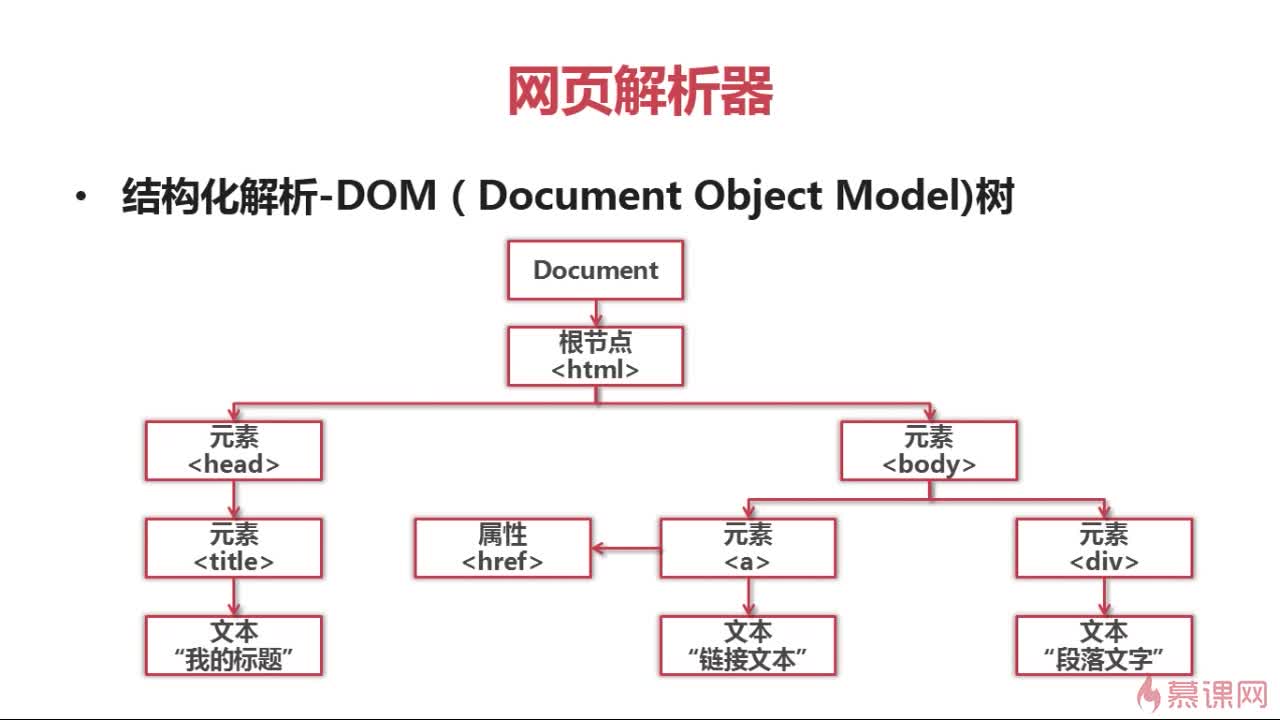 网页解析器
• 结构化解析-DOM（Document Object Model)树
Document
根节点
<html>
元素
<head>
元素
<body>
元素
<title>
属性
<href>
元素
<a>
元素
<div>
文本
“我的标题”
文本
“链接文本”
文本
“段落文字”
慕课网